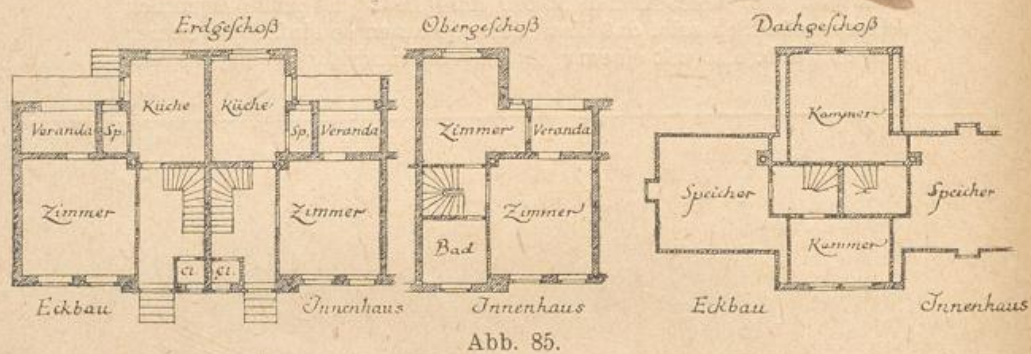 Erdgeschoß
Obergeschoß
Dachgeschoß
Küche Küche
Veranda Sp. Sp. Veranda
Zimmer Zimmer
Cl. Cl.
Eckbau Innenhaus
Zimmer Veranda
Zimmer
Bad
Innenhaus
Kammer
Speicher Speicher
Kammer
Eckbau Innenhaus
Abb. 85.